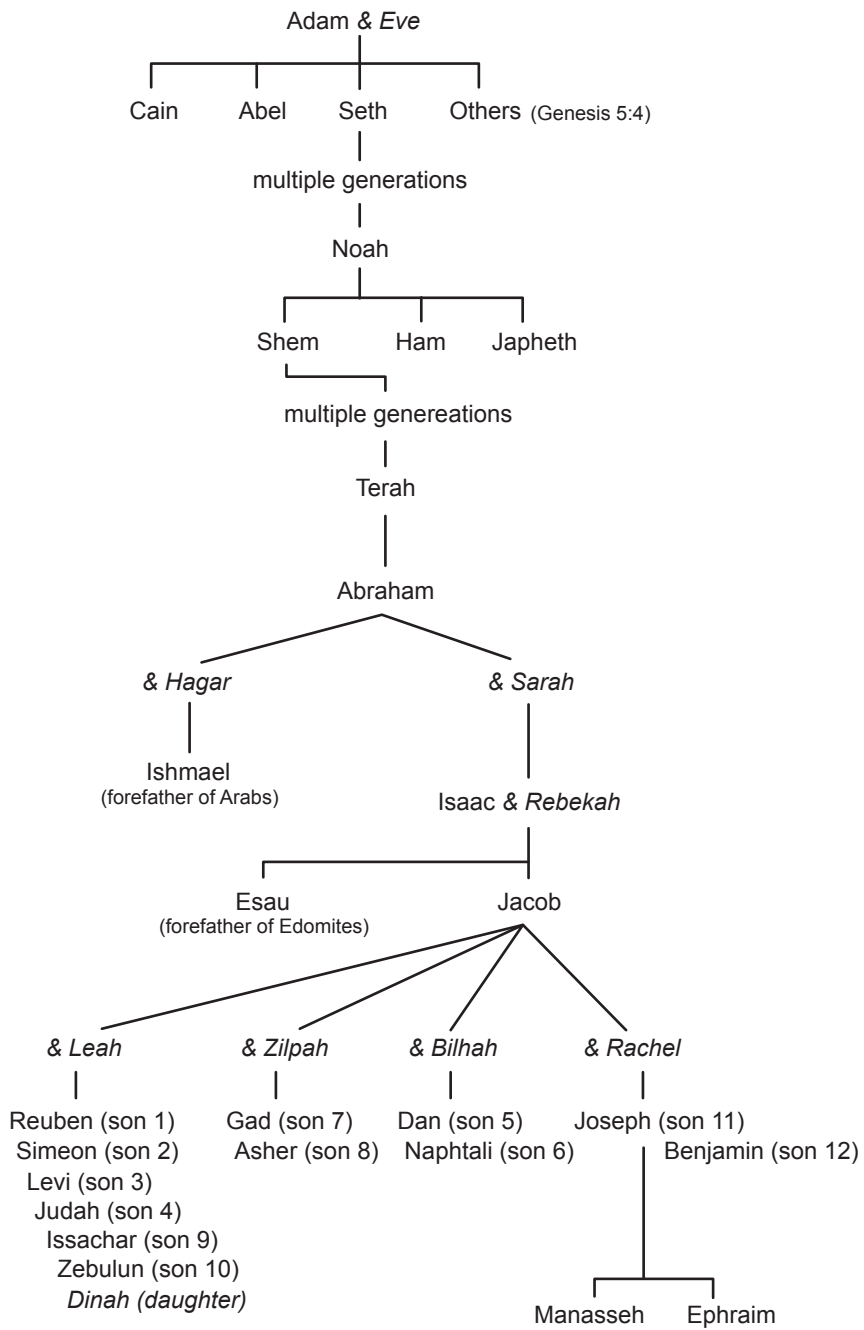 Adam & Eve
Cain Abel Seth Others (Genesis 5:4)
multiple generations
Noah
Shem Ham Japheth
multiple genereations
Terah
Abraham
& Hagar & Sarah
Ishmael
(forefather of Arabs)
Isaac & Rebekah
Esau Jacob
(forefather of Edomites)
& Leah & Zilpah & Bilhah & Rachel
Reuben (son 1) Gad (son 7) Dan (son 5) Joseph (son 11)
Simeon (son 2) Asher (son 8) Naphtali (son 6) Benjamin (son 12)
Levi (son 3)
Judah (son 4)
Issachar (son 9)
Zebulun (son 10)
Dinah (daughter)
Manasseh Ephraim